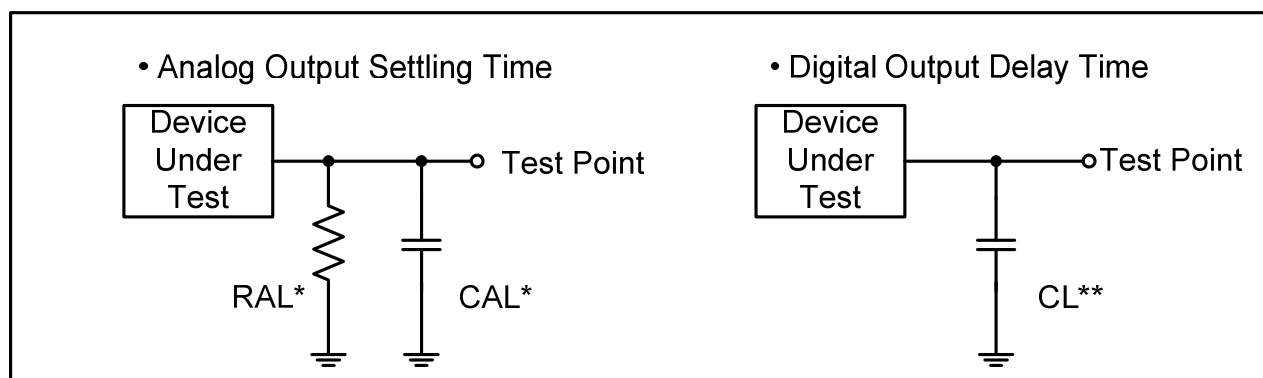 • Analog Output Settling Time
Device
Under
Test
Test Point
RAL*
CAL*
• Digital Output Delay Time
Device
Under
Test
Test Point
CL**